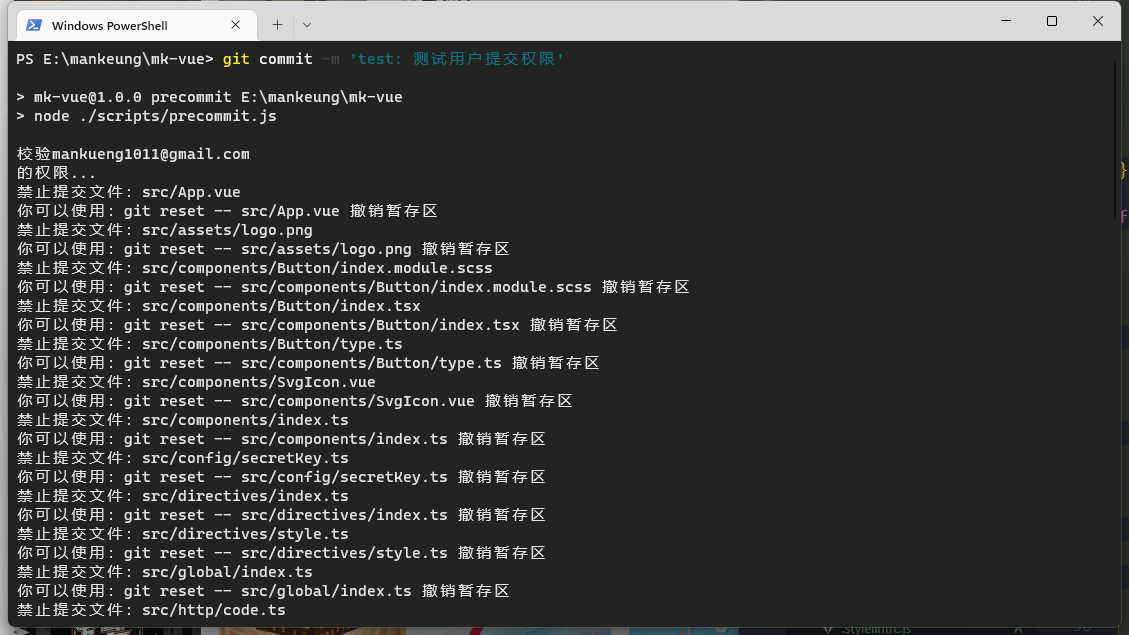 Windows PowerShell
PS E:\mankeung\mk-vue> git commit -m 'test: 测试用户提交权限'
> mk-vue@1.0.0 precommit E:\mankeung\mk-vue
> node ./scripts/precommit.js
校验mankueng1011@gmail.com
的权限...
禁止提交文件: src/App.vue
你可以使用: git reset -- src/App.vue 撤销暂存区
禁止提交文件: src/assets/logo.png
你可以使用: git reset -- src/assets/logo.png 撤销暂存区
禁止提交文件: src/components/Button/index.module.scss
你可以使用: git reset -- src/components/Button/index.module.scss 撤销暂存区
禁止提交文件: src/components/Button/index.tsx
你可以使用: git reset -- src/components/Button/index.tsx 撤销暂存区
禁止提交文件: src/components/Button/type.ts
你可以使用: git reset -- src/components/Button/type.ts 撤销暂存区
禁止提交文件: src/components/SvgIcon.vue
你可以使用: git reset -- src/components/SvgIcon.vue 撤销暂存区
禁止提交文件: src/components/index.ts
你可以使用: git reset -- src/components/index.ts 撤销暂存区
禁止提交文件: src/config/secretKey.ts
你可以使用: git reset -- src/config/secretKey.ts 撤销暂存区
禁止提交文件: src/directives/index.ts
你可以使用: git reset -- src/directives/index.ts 撤销暂存区
禁止提交文件: src/directives/style.ts
你可以使用: git reset -- src/directives/style.ts 撤销暂存区
禁止提交文件: src/global/index.ts
你可以使用: git reset -- src/global/index.ts 撤销暂存区
禁止提交文件: src/http/code.ts